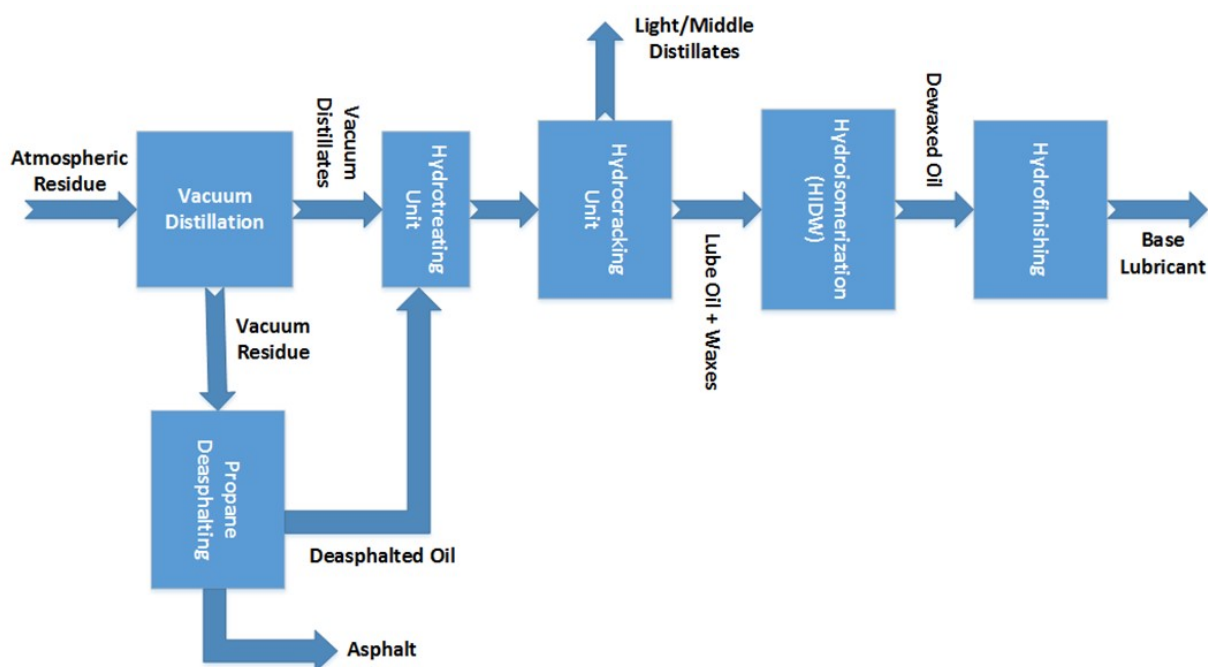 Light/Middle
Distillates
Atmospheric
Residue
Vacuum
Distillation
Vacuum
Distillates
Hydrotreating
Unit
Hydrocracking
Unit
Lube Oil + Waxes
Hydroisomerization
(HIDW)
Dewaxed Oil
Hydrofinishing
Base
Lubricant
Vacuum
Residue
Propane
Deasphalting
Deasphalted Oil
Asphalt